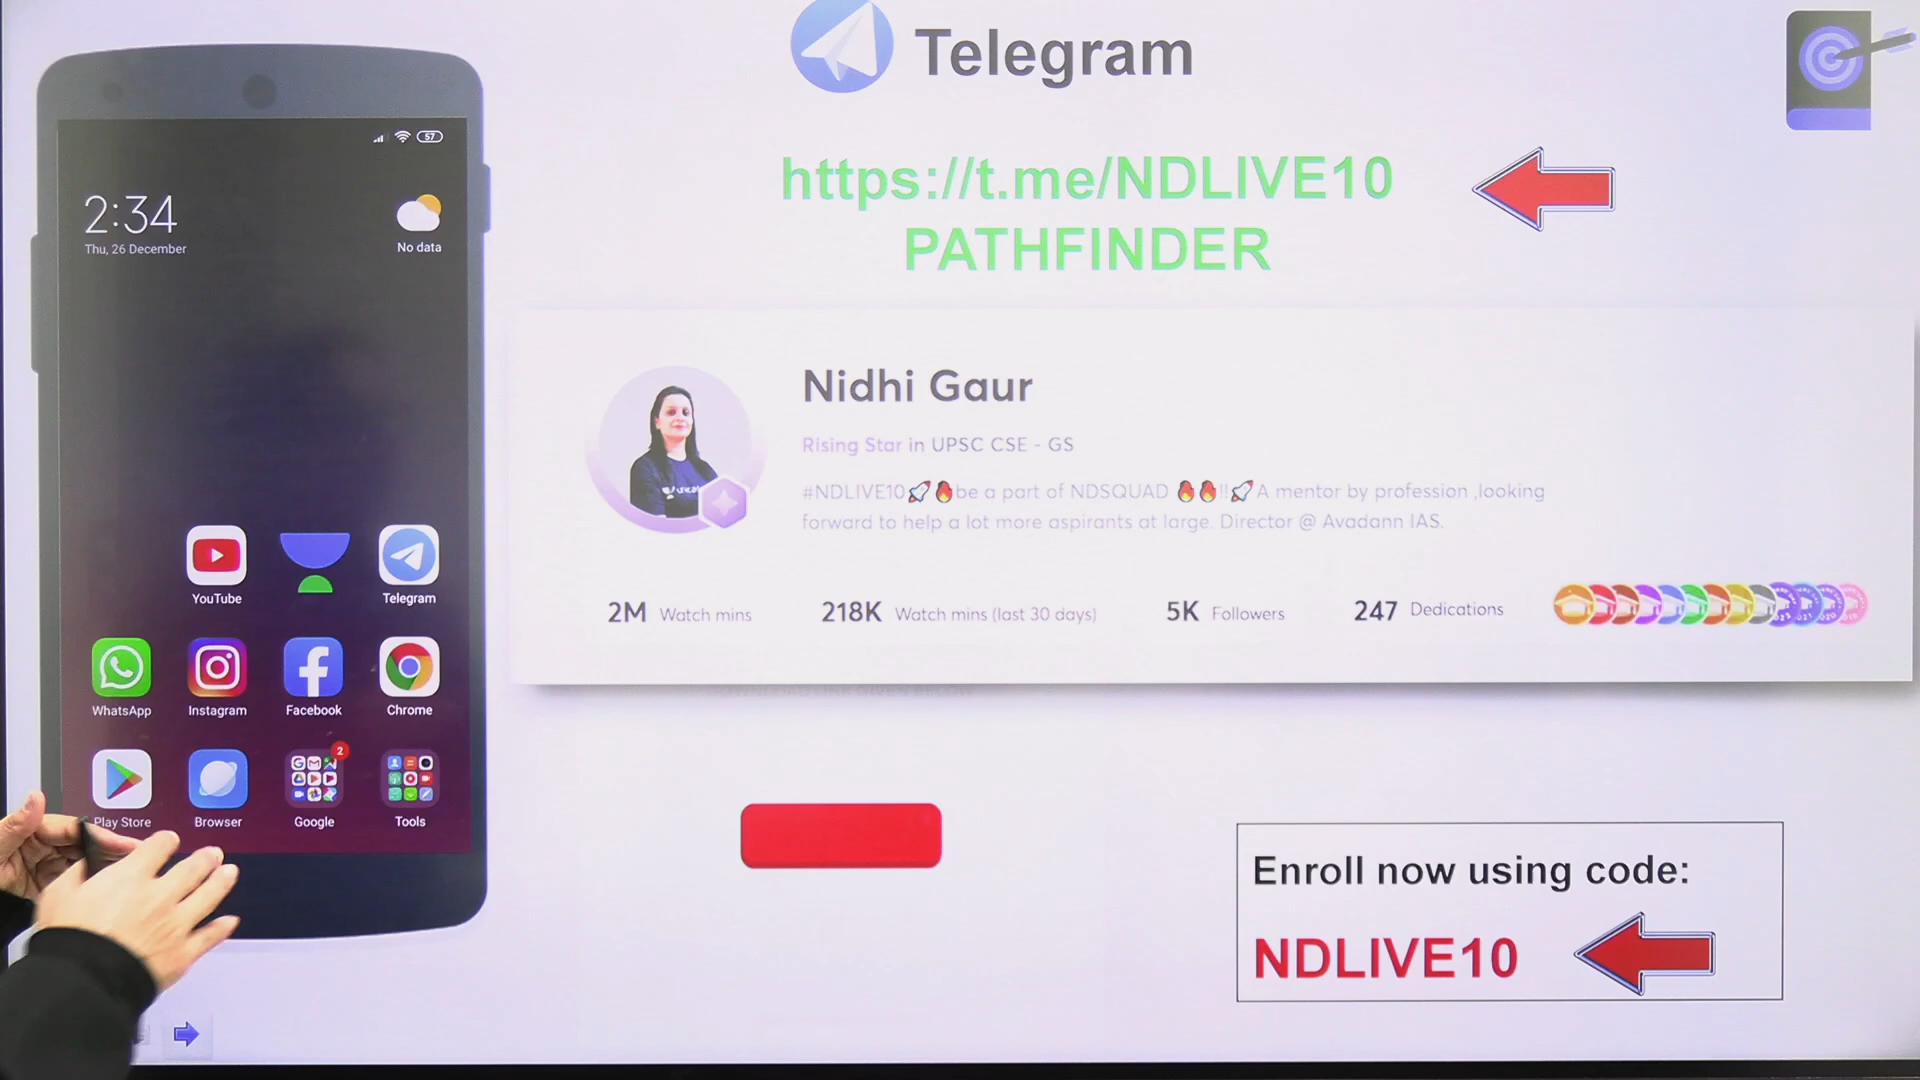 Telegram
https://t.me/NDLIVE10
PATHFINDER
57
2:34
Thu, 26 December
No data
YouTube
Telegram
WhatsApp
Instagram
Facebook
Chrome
2
Play Store
Browser
Google
Tools
Nidhi Gaur
Rising Star in UPSC CSE - GS
#NDLIVE10🚀🔥be a part of NDSQUAD 🔥🔥!!🚀A mentor by profession ,looking
forward to help a lot more aspirants at large. Director @ Avadann IAS.
2M Watch mins
218K Watch mins (last 30 days)
5K Followers
247 Dedications
Enroll now using code:
NDLIVE10